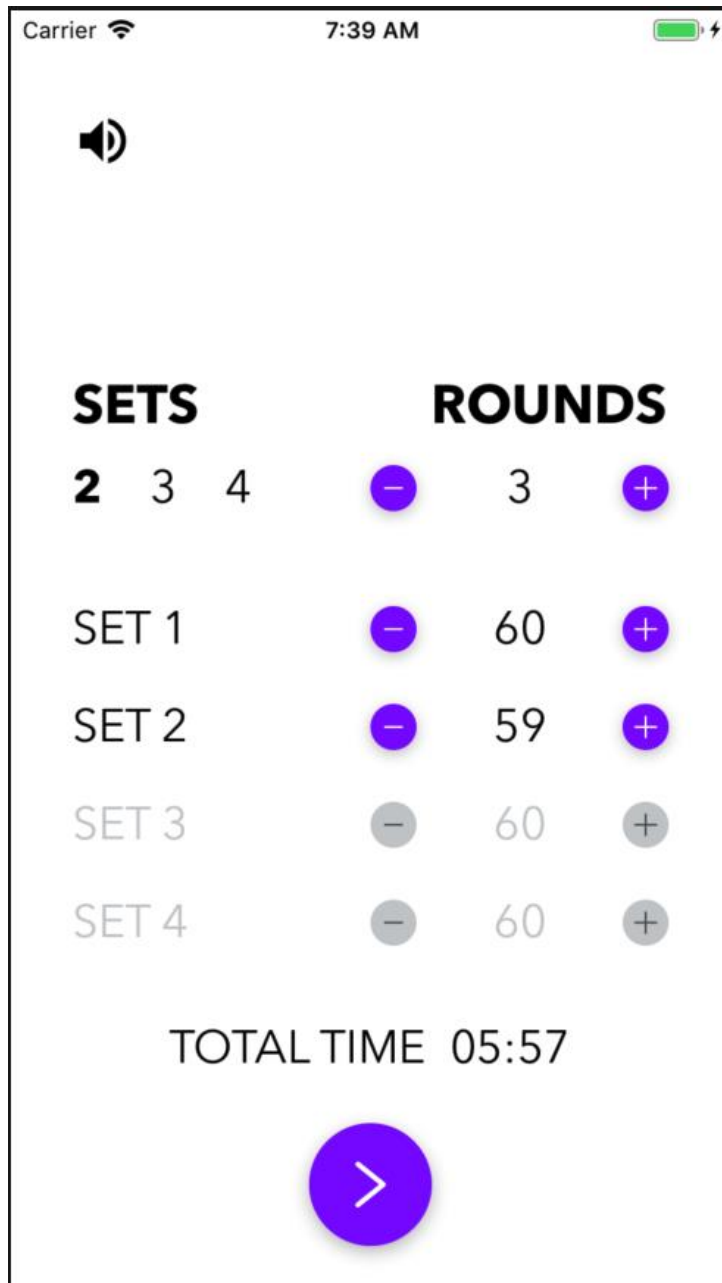 Carrier 7:39 AM
SETS ROUNDS
2 3 4 − 3 +
SET 1 − 60 +
SET 2 − 59 +
SET 3 − 60 +
SET 4 − 60 +
TOTAL TIME 05:57